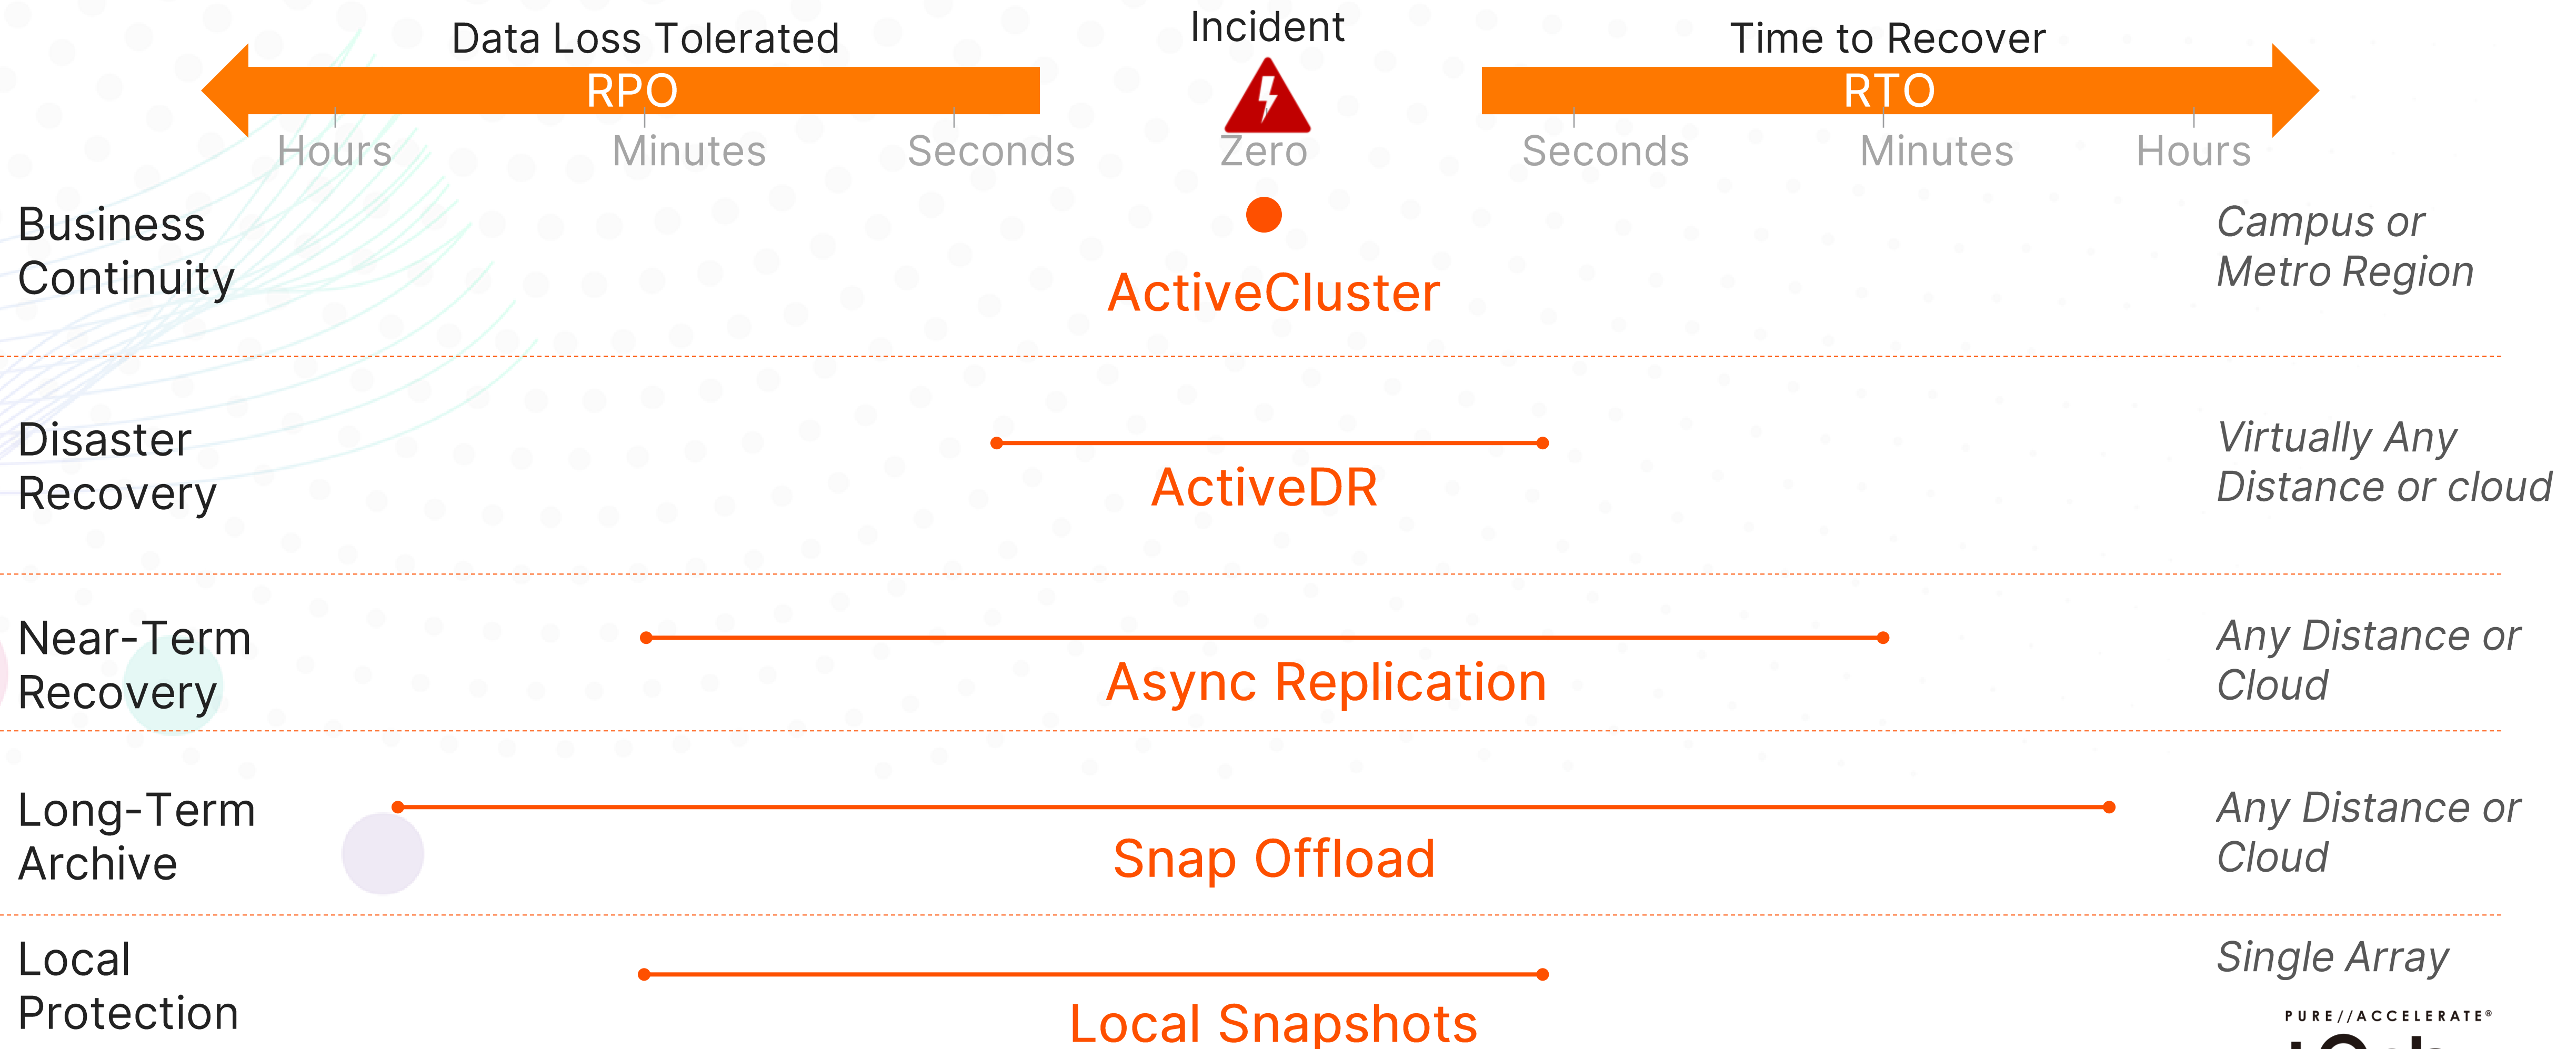 Data Loss Tolerated
Incident
Time to Recover
RPO
RTO
Hours
Minutes
Seconds
Zero
Seconds
Minutes
Hours
Business
Continuity
ActiveCluster
Campus or
Metro Region
Disaster
Recovery
ActiveDR
Virtually Any
Distance or cloud
Near-Term
Recovery
Async Replication
Any Distance or
Cloud
Long-Term
Archive
Snap Offload
Any Distance or
Cloud
Local
Protection
Local Snapshots
Single Array
PURE//ACCELERATE®